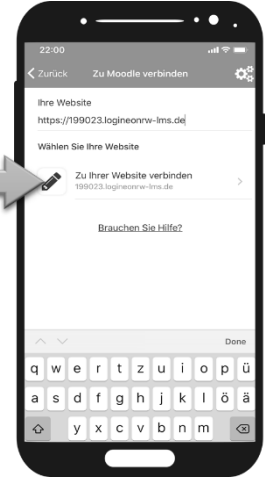 22:00
Zurück Zu Moodle verbinden
Ihre Website
https://199023.logineonrw-lms.de
Wählen Sie Ihre Website
Zu Ihrer Website verbinden
199023.logineonrw-lms.de
Brauchen Sie Hilfe?
Done
q w e r t z u i o p ü
a s d f g h j k l ö ä
y x c v b n m